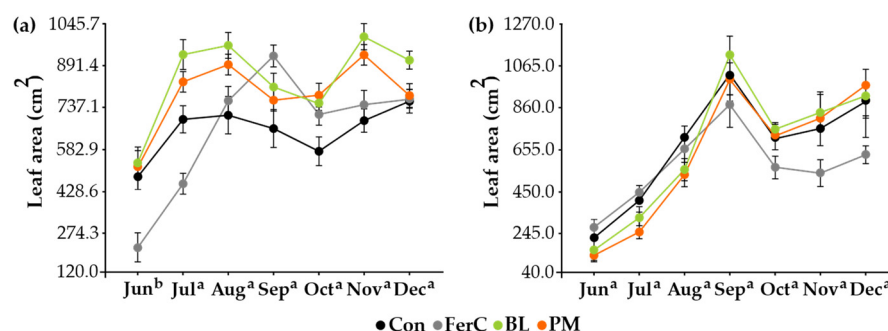 (a)
Leaf area (cm²)
1045.7
891.4
737.1
582.9
428.6
274.3
120.0
Junᵇ Julᵃ Augᵃ Sepᵃ Octᵃ Novᵃ Decᵃ
(b)
Leaf area (cm²)
1270.0
1065.0
860.0
655.0
450.0
245.0
40.0
Junᵃ Julᵃ Augᵃ Sepᵃ Octᵃ Novᵃ Decᵃ
Con FerC BL PM